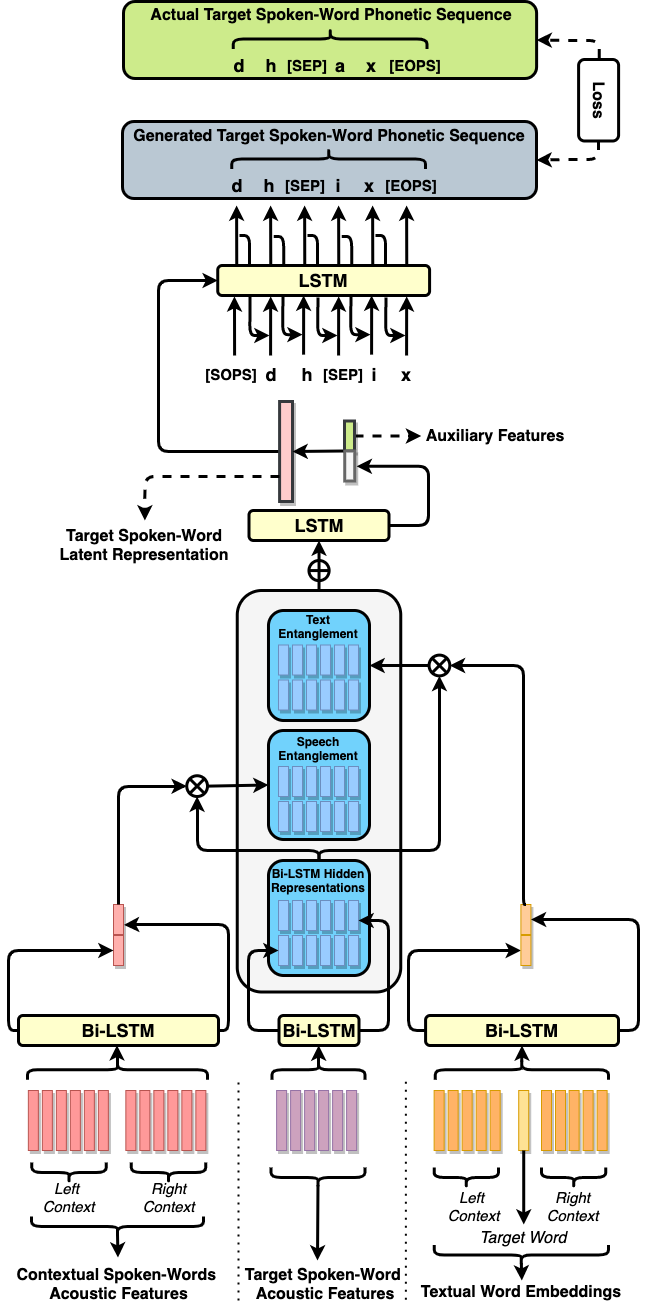 Actual Target Spoken-Word Phonetic Sequence
d h [SEP] a x [EOPS]
Loss
Generated Target Spoken-Word Phonetic Sequence
d h [SEP] i x [EOPS]
LSTM
[SOPS] d h [SEP] i x
Auxiliary Features
LSTM
Target Spoken-Word
Latent Representation
Text
Entanglement
Speech
Entanglement
Bi-LSTM Hidden
Representations
Bi-LSTM
Bi-LSTM
Bi-LSTM
Left
Context
Right
Context
Left
Context
Right
Context
Target Word
Contextual Spoken-Words
Acoustic Features
Target Spoken-Word
Acoustic Features
Textual Word Embeddings